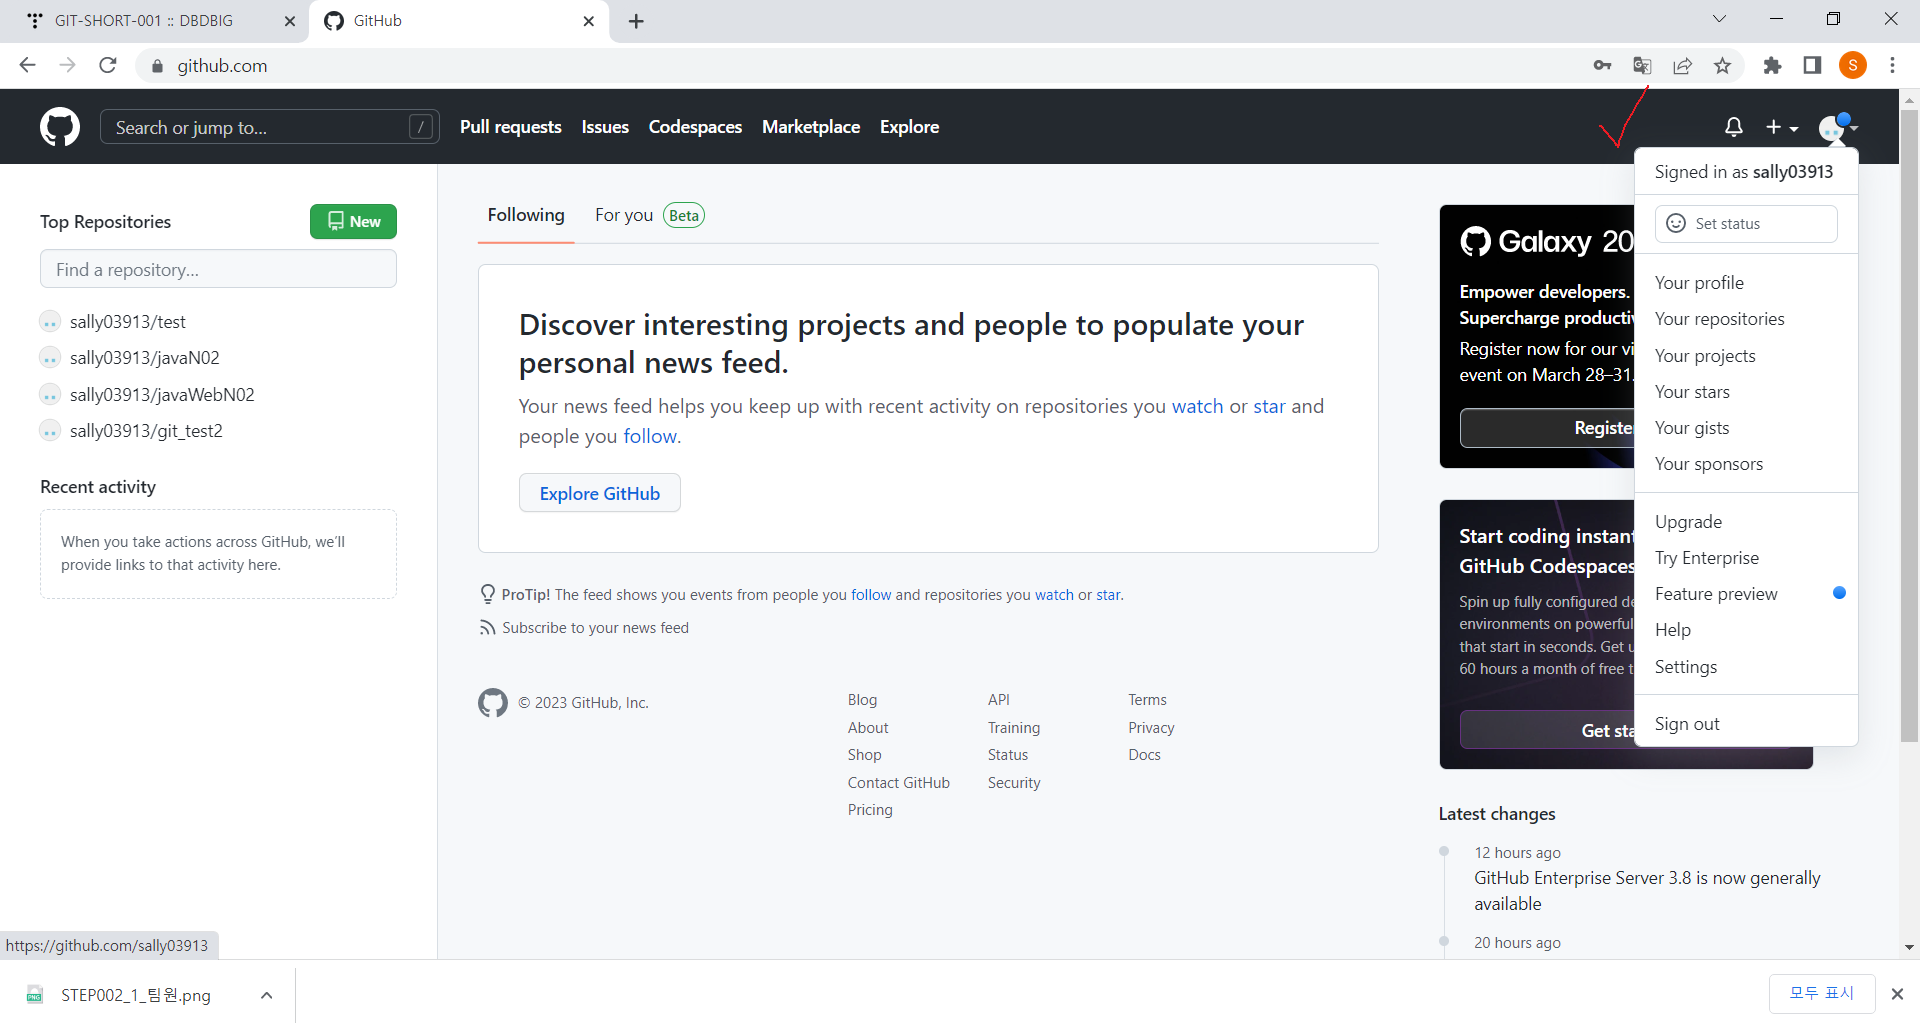 GIT-SHORT-001 :: DBDBIG
GitHub
github.com
S
Search or jump to...
/
Pull requests
Issues
Codespaces
Marketplace
Explore
Signed in as sally03913
Set status
Your profile
Your repositories
Your projects
Your stars
Your gists
Your sponsors
Upgrade
Try Enterprise
Feature preview
Help
Settings
Sign out
Top Repositories
New
Find a repository...
sally03913/test
sally03913/javaN02
sally03913/javaWebN02
sally03913/git_test2
Recent activity
When you take actions across GitHub, we'll
provide links to that activity here.
Following
For you
Beta
Discover interesting projects and people to populate your
personal news feed.
Your news feed helps you keep up with recent activity on repositories you watch or star and
people you follow.
Explore GitHub
ProTip! The feed shows you events from people you follow and repositories you watch or star.
Subscribe to your news feed
© 2023 GitHub, Inc.
Blog
About
Shop
Contact GitHub
Pricing
API
Training
Status
Security
Terms
Privacy
Docs
Galaxy 20
Empower developers.
Supercharge
Register now for our
event on March 28–31.
Start coding
GitHub Codespaces
Spin up fully configured
environments on
that start in seconds. Get
60 hours a month of free
Get
Latest changes
12 hours ago
GitHub Enterprise Server 3.8 is now generally
available
20 hours ago
https://github.com/sally03913
PNG
STEP002_1_팀원.png
모두 표시